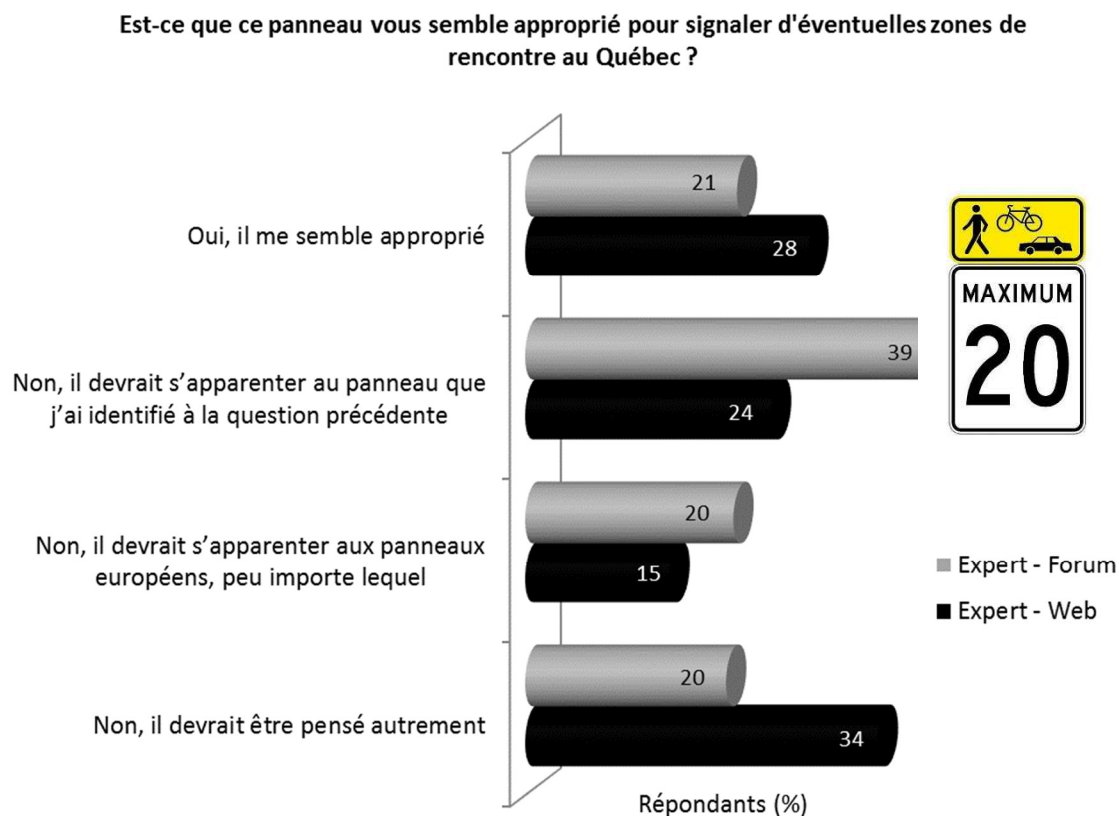 Est-ce que ce panneau vous semble approprié pour signaler d'éventuelles zones de
rencontre au Québec ?
Oui, il me semble approprié
21
28
MAXIMUM
20
Non, il devrait s’apparenter au panneau que
j’ai identifié à la question précédente
39
24
Non, il devrait s’apparenter aux panneaux
européens, peu importe lequel
20
15
Expert - Forum
Expert - Web
Non, il devrait être pensé autrement
20
34
Répondants (%)